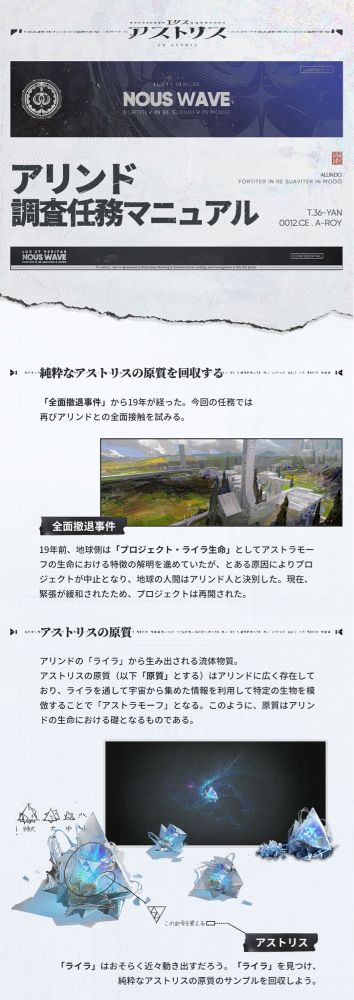 エクス
アストリス
EX ASTRIS
LUX ET VERITAS
NOUS WAVE
FORTITER IN RE SUAVITER IN MODO
アリンド
調査任務マニュアル
ALLINDO
FORTITER IN RE SUAVITER IN MODO
T.36-YAN
0012.CE . A-ROY
LUX ET VERITAS
NOUS WAVE
CONFIDENTIAL
純粋なアストリスの原質を回収する
「全面撤退事件」から19年が経った。今回の任務では
再びアリンドとの全面接触を試みる。
全面撤退事件
19年前、地球側は「プロジェクト・ライラ生命」としてアストラモー
フの生命における特徴の解明を進めていたが、とある原因によりプロ
ジェクトが中止となり、地球の人間はアリンド人と決別した。現在、
緊張が緩和されたため、プロジェクトは再開された。
アストリスの原質
アリンドの「ライラ」から生み出される流体物質。
アストリスの原質（以下「原質」とする）はアリンドに広く存在して
おり、ライラを通して宇宙から集めた情報を利用して特定の生物を模
倣することで「アストラモーフ」となる。このように、原質はアリン
ドの生命における礎となるものである。
大 中
この記号を覚える
アストリス
「ライラ」はおそらく近々動き出すだろう。「ライラ」を見つけ、
純粋なアストリスの原質のサンプルを回収しよう。